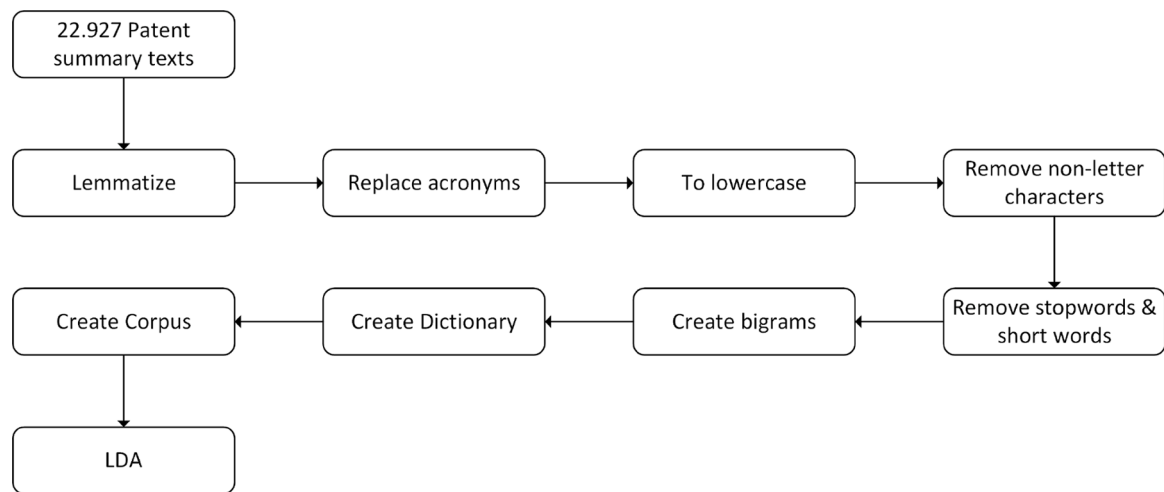 22.927 Patent
summary texts
Lemmatize
Replace acronyms
To lowercase
Remove non-letter
characters
Remove stopwords &
short words
Create bigrams
Create Dictionary
Create Corpus
LDA